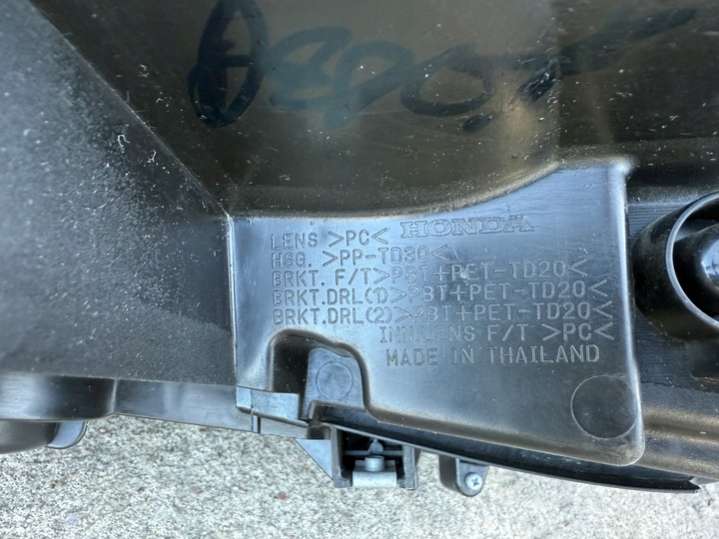 HONDA
LENS >PC<
HSG. >PP-TD30<
BRKT. F/T>PBT+PET-TD20<
BRKT.DRL(1)>PBT+PET-TD20<
BRKT.DRL(2)>PBT+PET-TD20<
INN.LENS F/T >PC<
MADE IN THAILAND